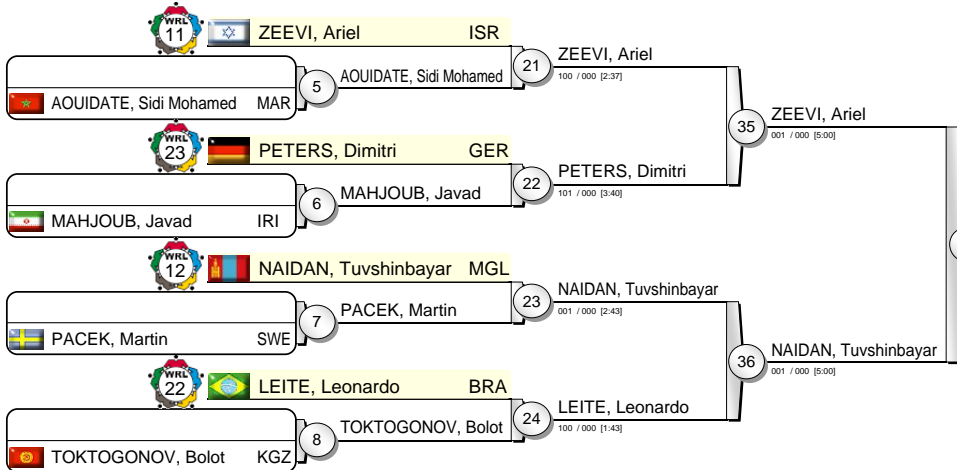 WRL
11 ZEEVI, Ariel ISR
5 AOUIDATE, Sidi Mohamed 21 ZEEVI, Ariel
100 / 000 [2:37]
AOUIDATE, Sidi Mohamed MAR
35 ZEEVI, Ariel
001 / 000 [5:00]
WRL
23 PETERS, Dimitri GER
6 MAHJOUB, Javad 22 PETERS, Dimitri
101 / 000 [3:40]
MAHJOUB, Javad IRI
WRL
12 NAIDAN, Tuvshinbayar MGL
7 PACEK, Martin 23 NAIDAN, Tuvshinbayar
001 / 000 [2:43]
PACEK, Martin SWE
36 NAIDAN, Tuvshinbayar
001 / 000 [5:00]
WRL
22 LEITE, Leonardo BRA
8 TOKTOGONOV, Bolot 24 LEITE, Leonardo
100 / 000 [1:43]
TOKTOGONOV, Bolot KGZ